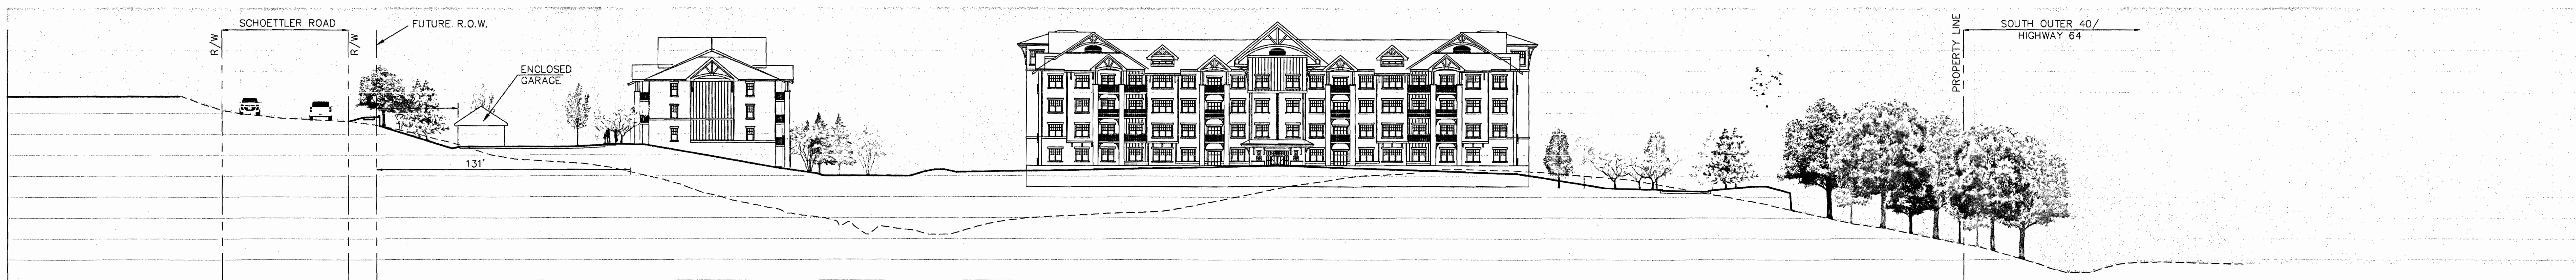 SCHOETTLER ROAD
FUTURE R.O.W.
R/W
R/W
ENCLOSED
GARAGE
131'
PROPERTY LINE
SOUTH OUTER 40/
HIGHWAY 64